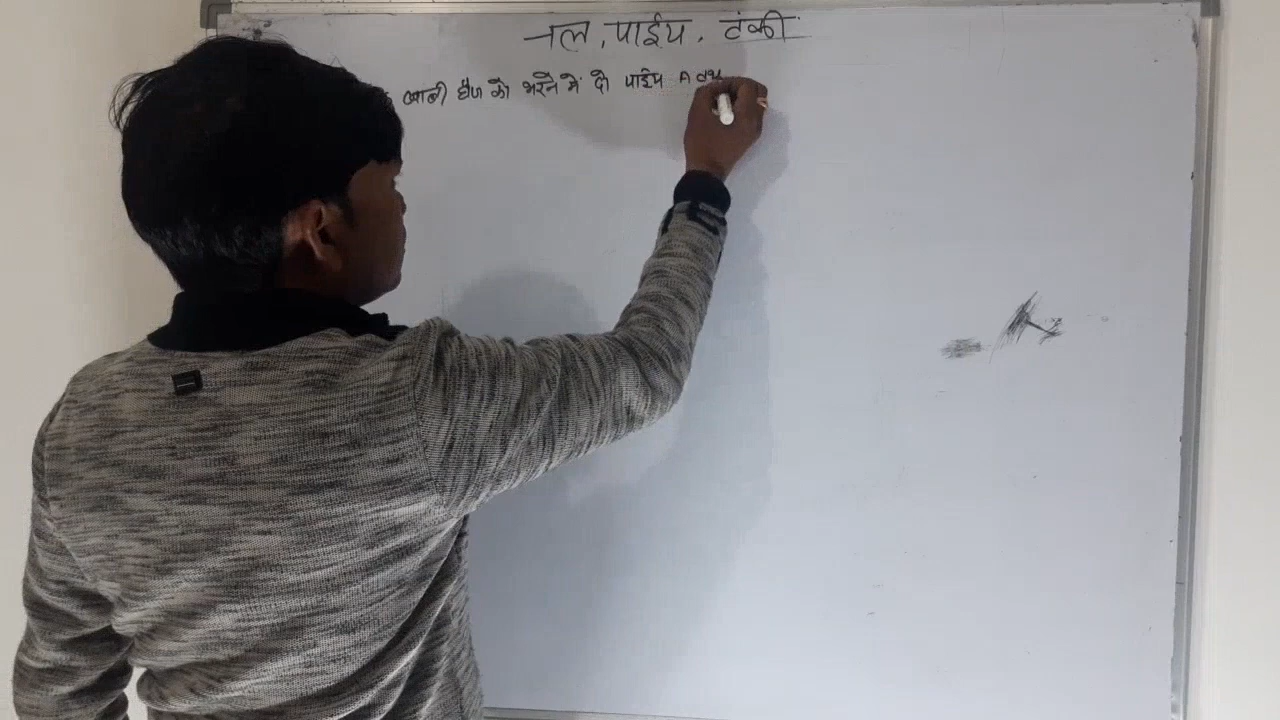 नल, पाईप, टंकी
खाली हौज को भरने में दो पाईप A तथा